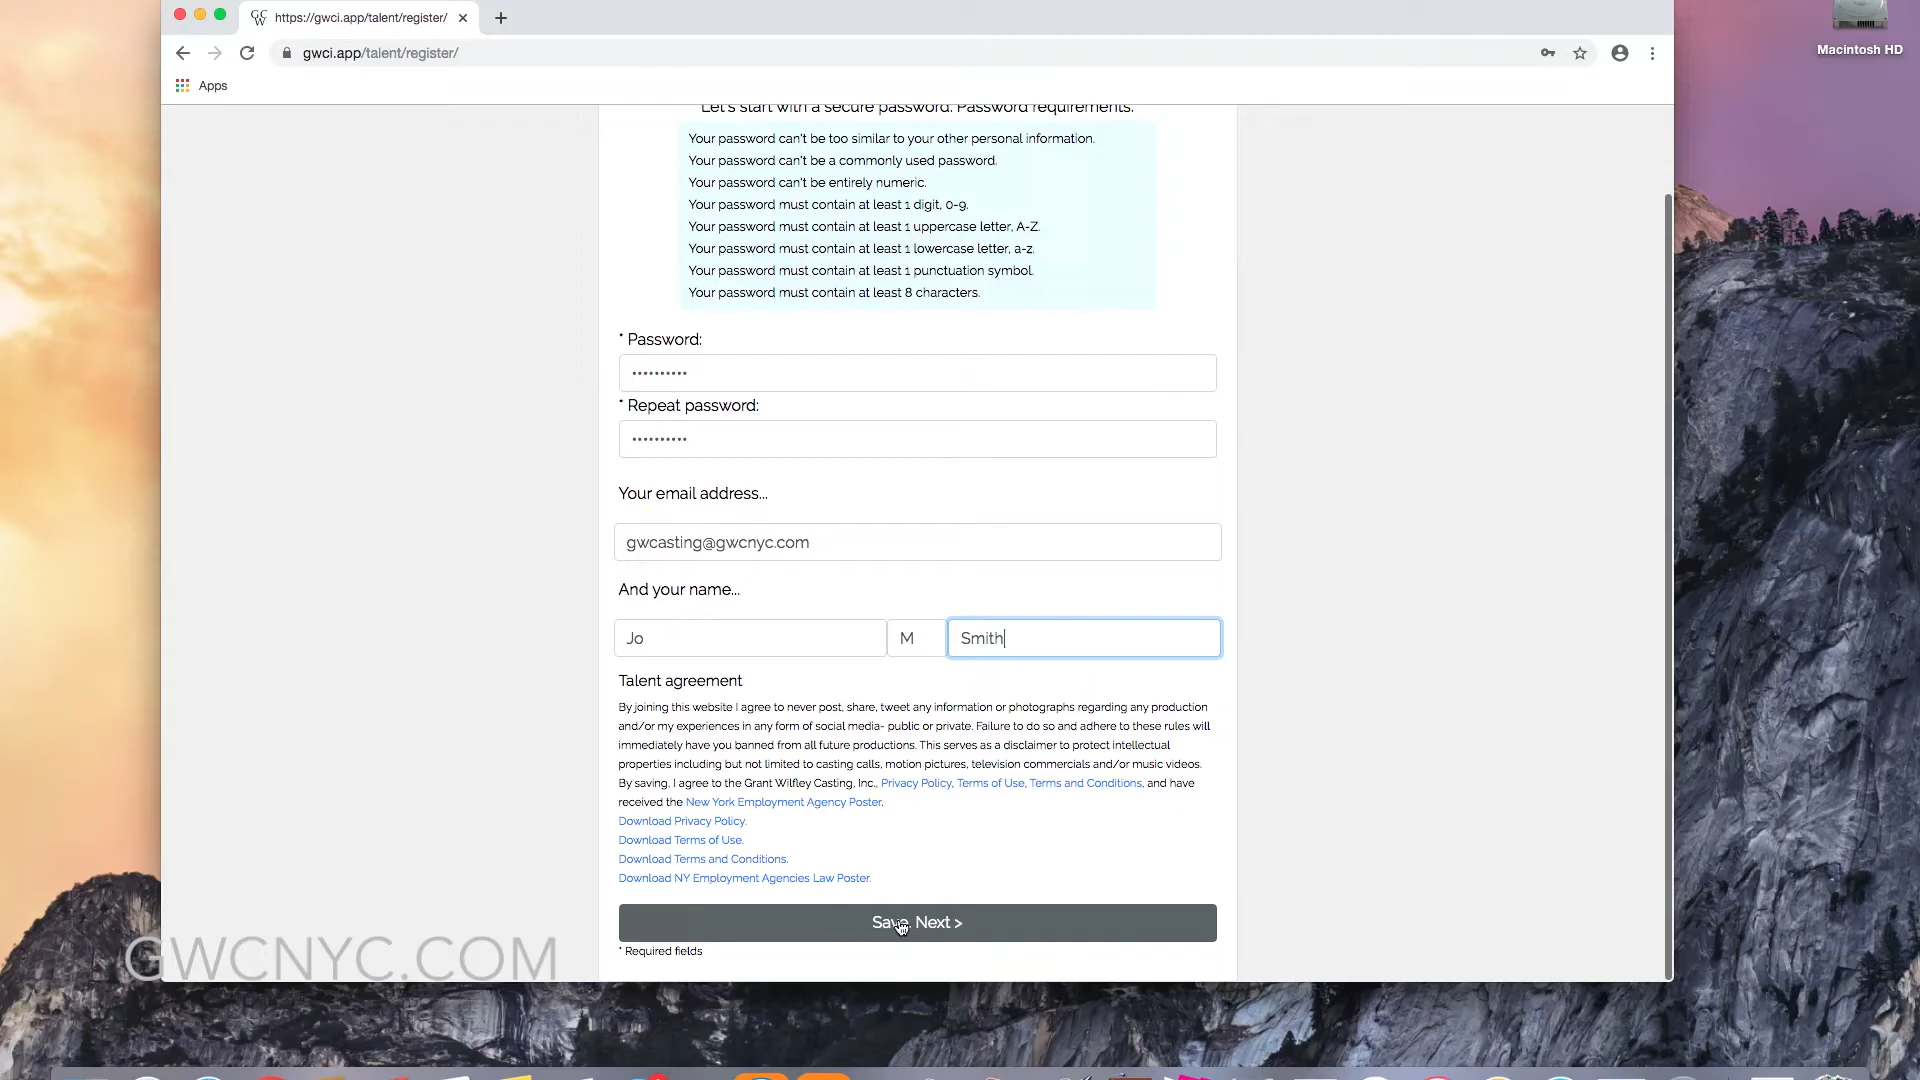 https://gwci.app/talent/register/
Macintosh HD
gwci.app/talent/register/
Apps
Let's start with a secure password. Password requirements.
Your password can't be too similar to your other personal information.
Your password can't be a commonly used password.
Your password can't be entirely numeric.
Your password must contain at least 1 digit, 0-9.
Your password must contain at least 1 uppercase letter, A-Z.
Your password must contain at least 1 lowercase letter, a-z.
Your password must contain at least 1 punctuation symbol.
Your password must contain at least 8 characters.
* Password:
••••••••••
* Repeat password:
••••••••••
Your email address...
gwcasting@gwcnyc.com
And your name...
Jo M Smith
Talent agreement
By joining this website I agree to never post, share, tweet any information or photographs regarding any production
and/or my experiences in any form of social media- public or private. Failure to do so and adhere to these rules will
immediately have you banned from all future productions. This serves as a disclaimer to protect intellectual
properties including but not limited to casting calls, motion pictures, television commercials and/or music videos.
By saving, I agree to the Grant Wilfley Casting, Inc., Privacy Policy, Terms of Use, Terms and Conditions, and have
received the New York Employment Agency Poster.
Download Privacy Policy.
Download Terms of Use.
Download Terms and Conditions.
Download NY Employment Agencies Law Poster.
Save. Next >
* Required fields
GWCNYC.COM